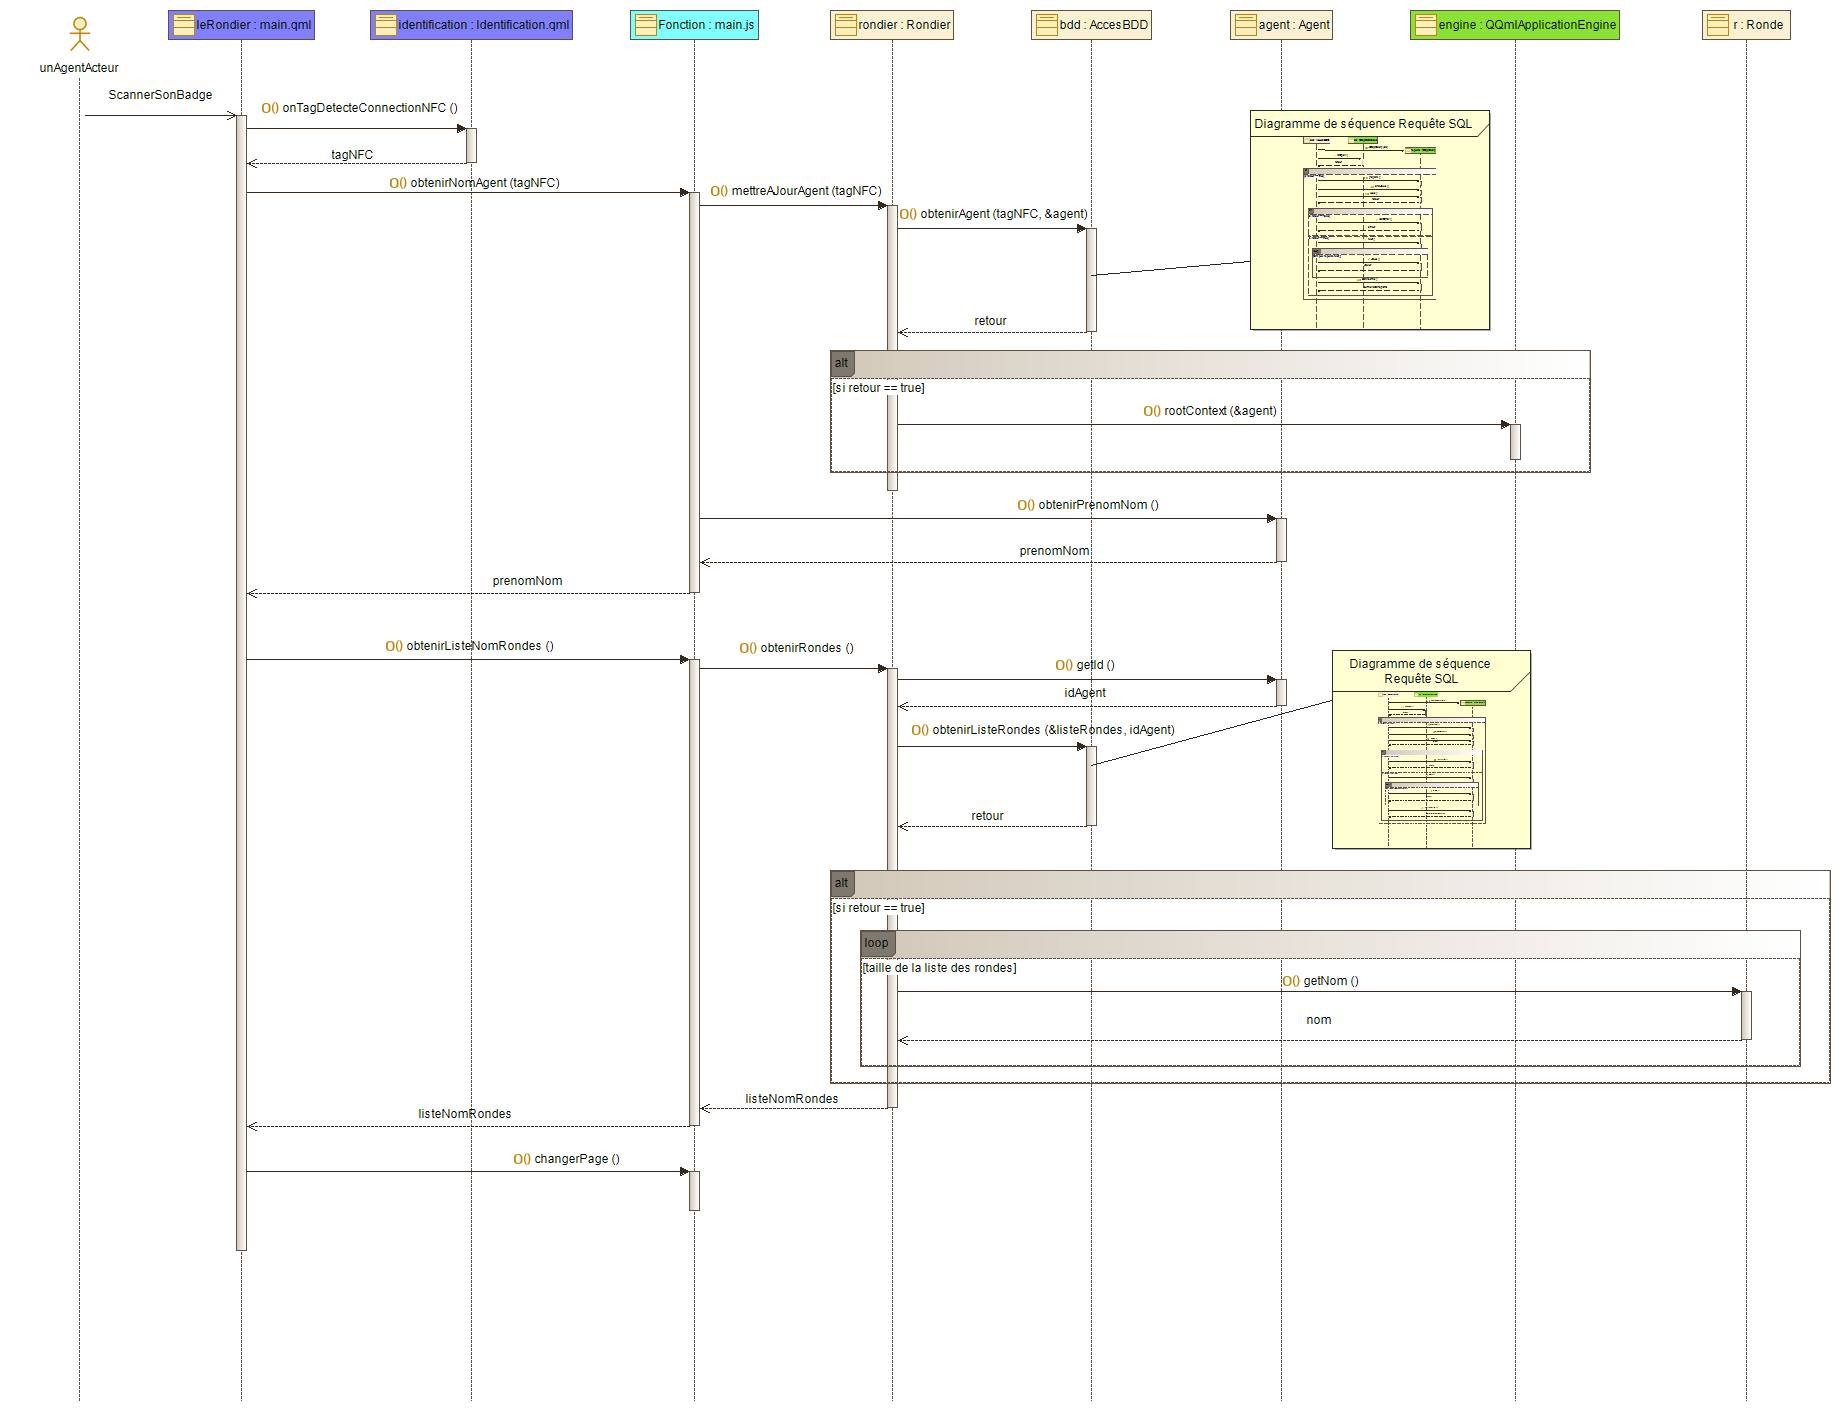 leRondier : main.qml
identification : Identification.qml
Fonction : main.js
rondier : Rondier
bdd : AccesBDD
agent : Agent
engine : QQmlApplicationEngine
r : Ronde
unAgentActeur
ScannerSonBadge
O() onTagDetecteConnectionNFC ()
tagNFC
O() obtenirNomAgent (tagNFC)
O() mettreAJourAgent (tagNFC)
O() obtenirAgent (tagNFC, &agent)
Diagramme de séquence Requête SQL
retour
alt
[si retour == true]
O() rootContext (&agent)
O() obtenirPrenomNom ()
prenomNom
prenomNom
O() obtenirListeNomRondes ()
O() obtenirRondes ()
O() getId ()
idAgent
O() obtenirListeRondes (&listeRondes, idAgent)
Diagramme de séquence
Requête SQL
retour
alt
[si retour == true]
loop
[taille de la liste des rondes]
O() getNom ()
nom
listeNomRondes
listeNomRondes
O() changerPage ()